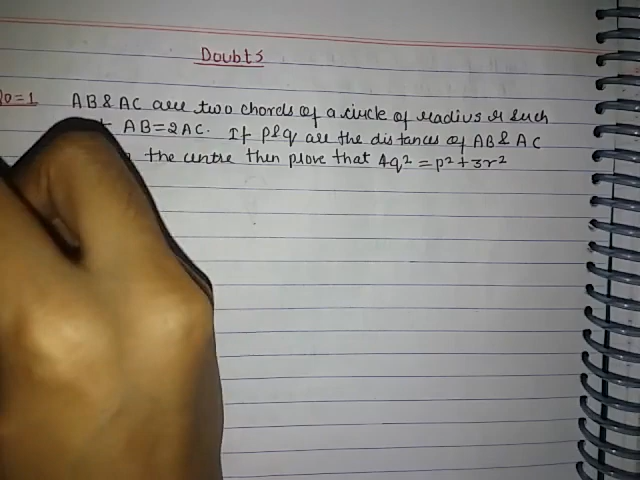 Doubts
AB & AC are two chords of a circle of radius r such
AB = 2AC. If p & q are the distances of AB & AC
the centre then prove that 4q² = p² + 3r²